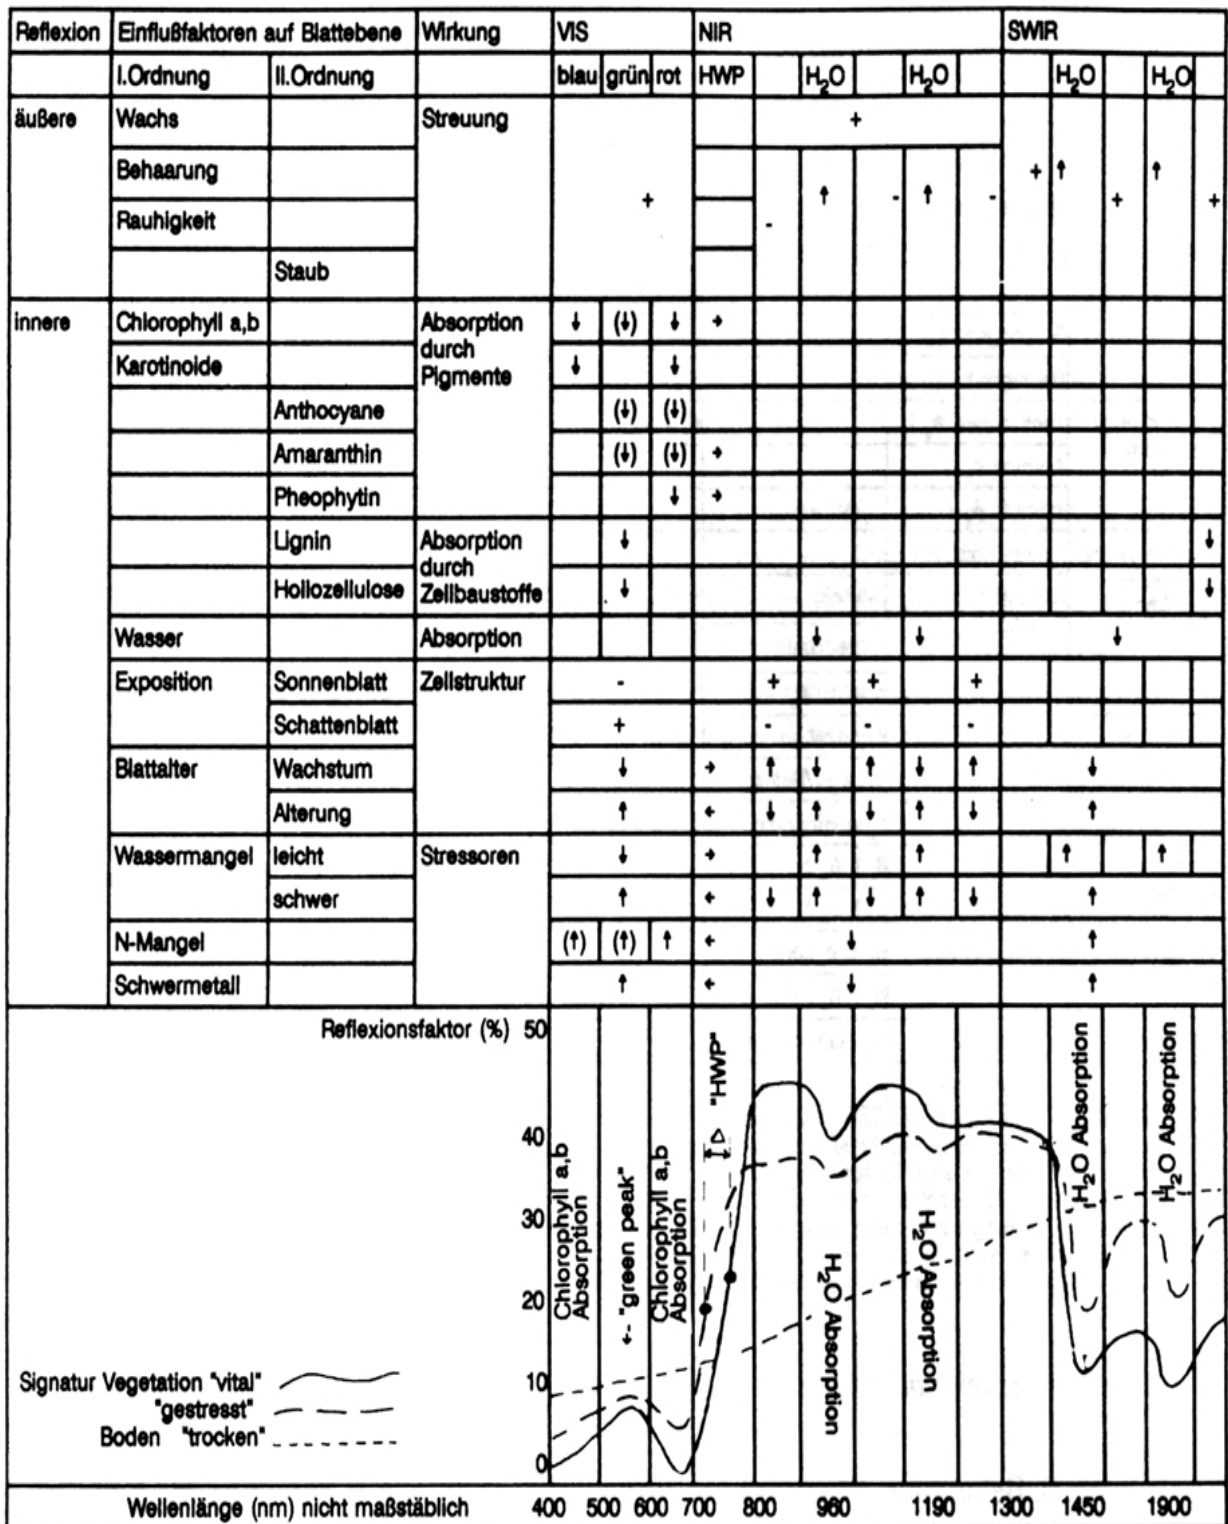 Reflexion Einflußfaktoren auf Blattebene Wirkung VIS NIR SWIR
I.Ordnung II.Ordnung blau grün rot HWP H₂O H₂O H₂O H₂O
äußere Wachs Streuung +
Behaarung + ↑ ↑
+ ↑ - ↑ - + +
Rauhigkeit -
Staub
innere Chlorophyll a,b Absorption durch Pigmente ↓ (↓) ↓ →
Karotinoide ↓ ↓
Anthocyane (↓) (↓)
Amaranthin (↓) (↓) →
Pheophytin ↓ →
Lignin Absorption durch Zellbaustoffe ↓ ↓
Hollozellulose ↓ ↓
Wasser Absorption ↓ ↓ ↓
Exposition Sonnenblatt Zellstruktur - + + +
Schattenblatt + - - -
Blattalter Wachstum ↓ → ↑ ↓ ↑ ↓ ↑ ↓
Alterung ↑ ← ↓ ↑ ↓ ↑ ↓ ↑
Wassermangel leicht Stressoren ↓ → ↑ ↑ ↑ ↑
schwer ↑ ← ↓ ↑ ↓ ↑ ↓ ↑
N-Mangel (↑) (↑) ↑ ← ↓ ↑
Schwermetall ↑ ← ↓ ↑
Reflexionsfaktor (%) 50
40
30
20
10
0
Chlorophyll a,b
Absorption
←- "green peak"
Chlorophyll a,b
Absorption
"HWP"
H₂O Absorption
H₂O Absorption
H₂O Absorption
H₂O Absorption
Signatur Vegetation "vital"
"gestresst"
Boden "trocken"
Wellenlänge (nm) nicht maßstäblich 400 500 600 700 800 960 1190 1300 1450 1900